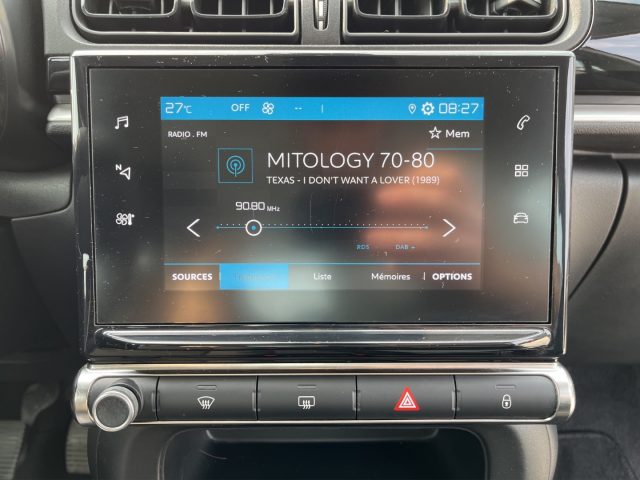 27°C OFF -- 08:27
RADIO . FM
Mem
MITOLOGY 70-80
TEXAS - I DON'T WANT A LOVER (1989)
90.80 MHz
RDS DAB
SOURCES Liste Mémoires OPTIONS
N